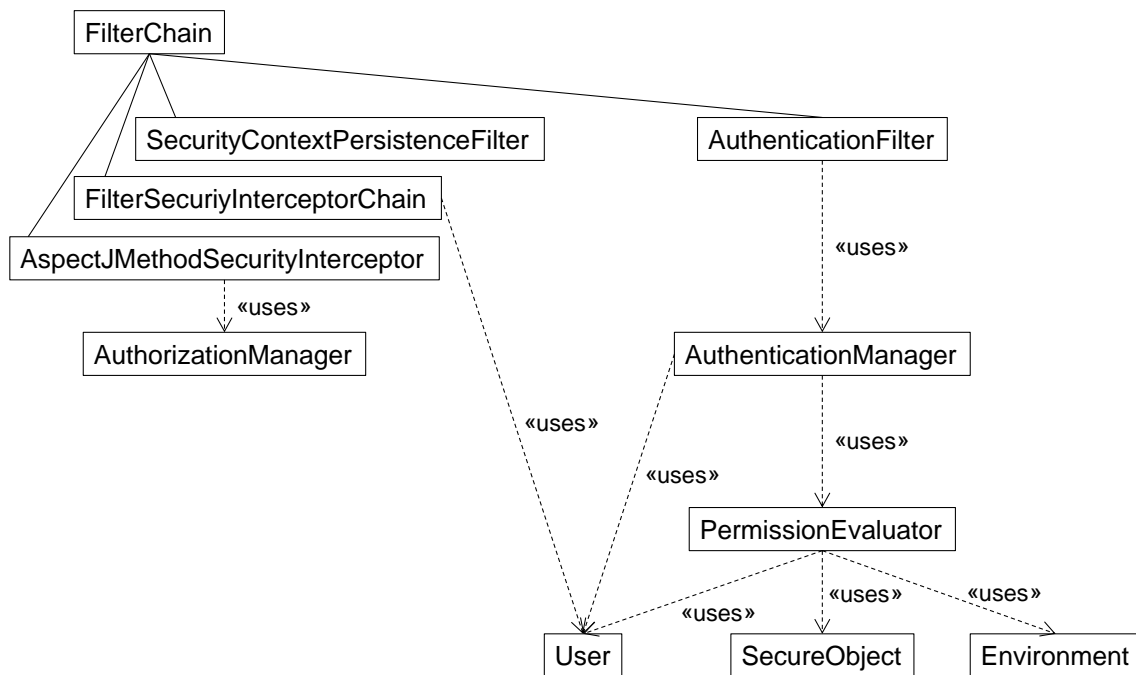 FilterChain
SecurityContextPersistenceFilter
AuthenticationFilter
FilterSecuriyInterceptorChain
AspectJMethodSecurityInterceptor
«uses»
«uses»
AuthorizationManager
AuthenticationManager
«uses»
«uses»
«uses»
PermissionEvaluator
«uses»
«uses»
«uses»
User
SecureObject
Environment